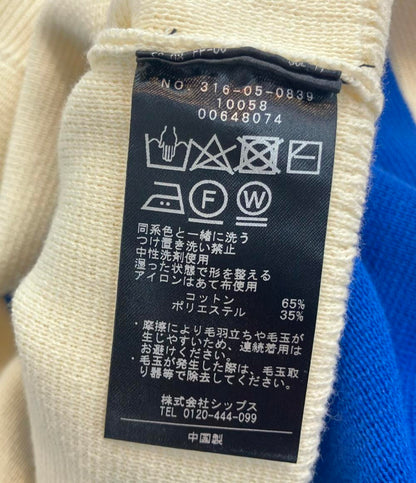 NO. 316-05-0839
10058
00648074
F W
同系色と一緒に洗う
つけ置き洗い禁止
中性洗剤使用
湿った状態で形を整える
アイロンはあて布使用
コットン 65%
ポリエステル 35%
・摩擦により毛羽立ちや毛玉が
生じやすいため、連続着用は
お避けください。
・毛玉が発生した際は、毛玉取
り器等で除去してください。
株式会社シップス
TEL 0120-444-099
中国製